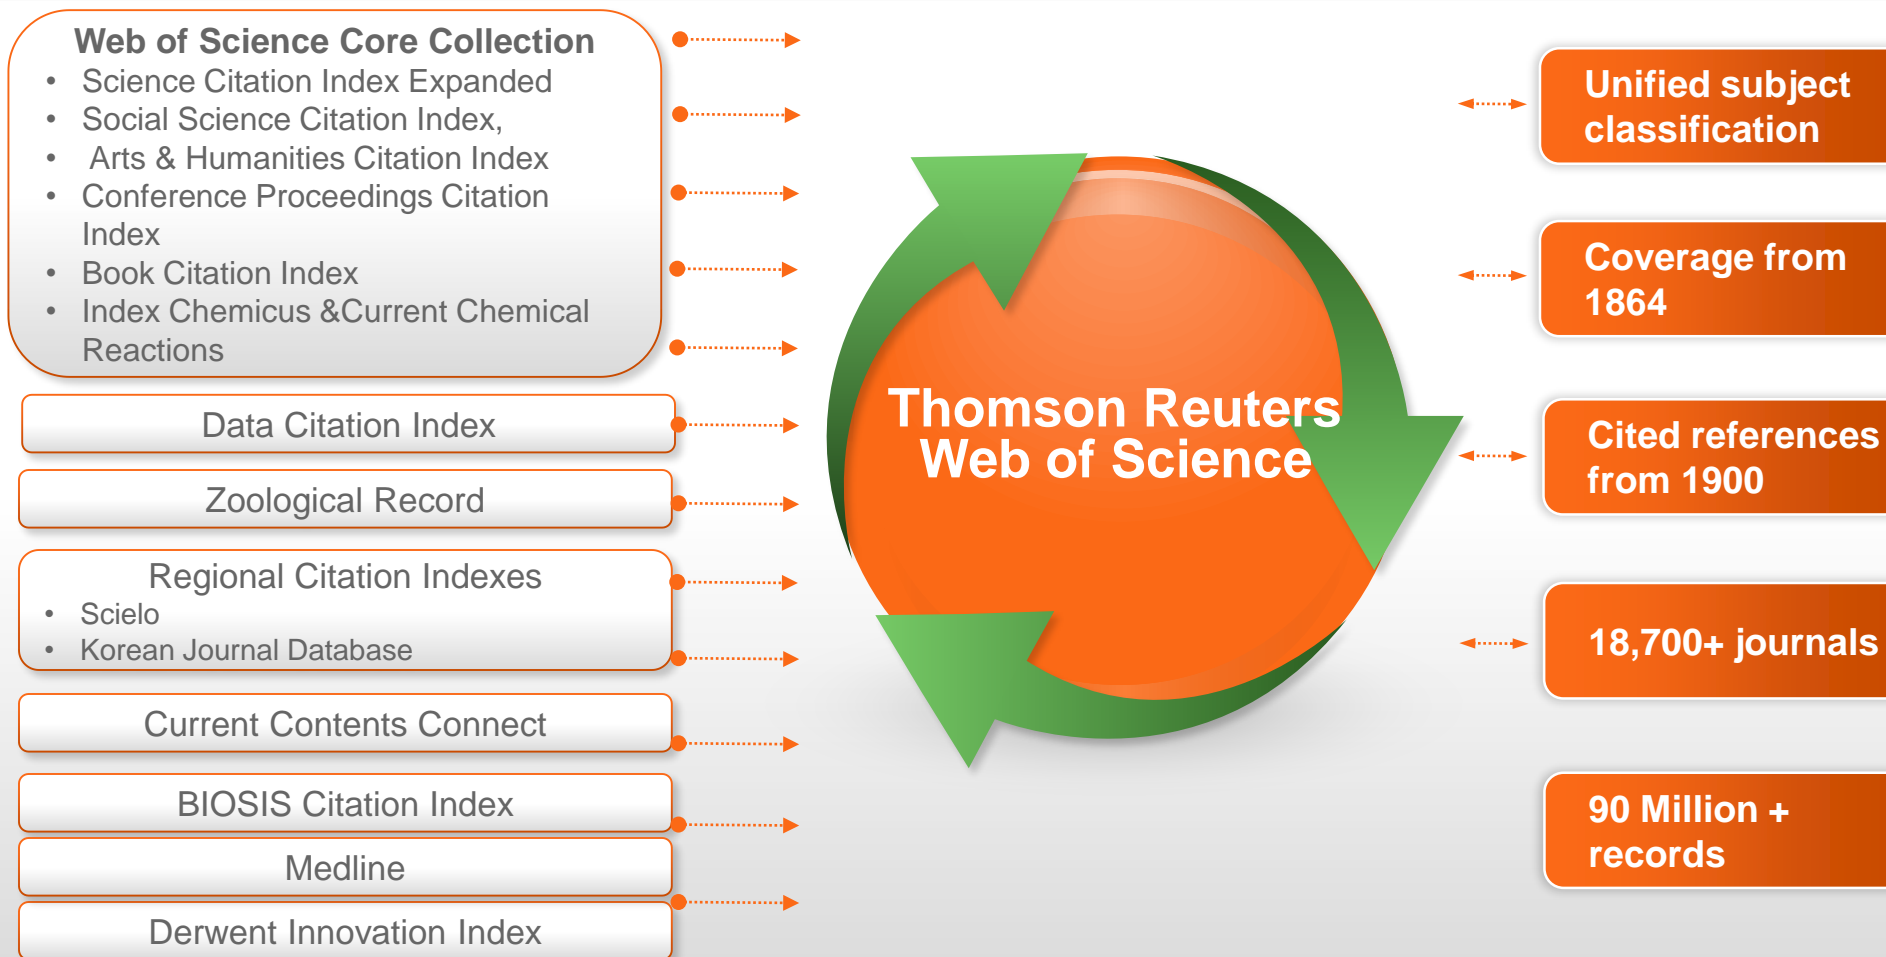 Web of Science Core Collection
• Science Citation Index Expanded
• Social Science Citation Index,
• Arts & Humanities Citation Index
• Conference Proceedings Citation
Index
• Book Citation Index
• Index Chemicus &Current Chemical
Reactions
Data Citation Index
Zoological Record
Regional Citation Indexes
• Scielo
• Korean Journal Database
Current Contents Connect
BIOSIS Citation Index
Medline
Derwent Innovation Index
Thomson Reuters
Web of Science
Unified subject
classification
Coverage from
1864
Cited references
from 1900
18,700+ journals
90 Million +
records